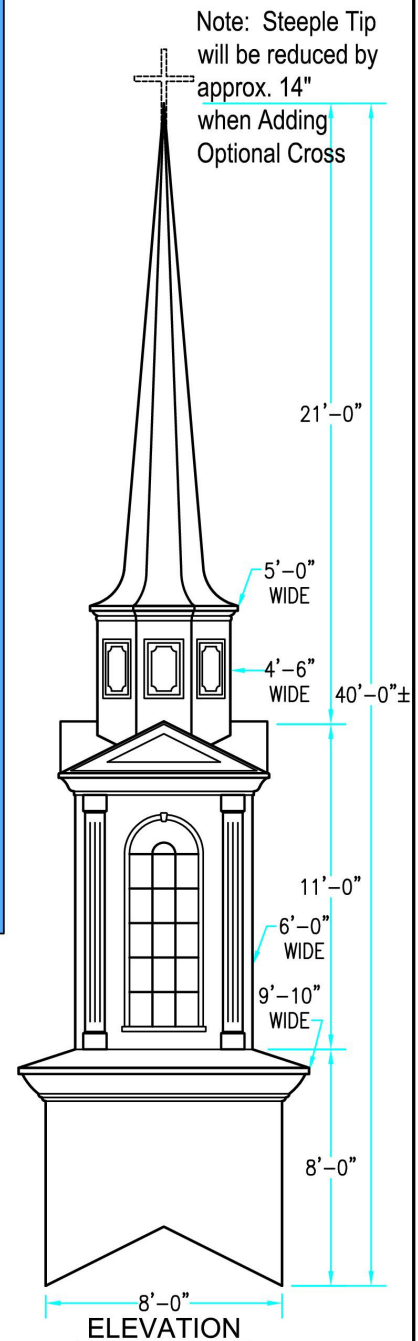 Note: Steeple Tip
will be reduced by
approx. 14"
when Adding
Optional Cross
21'-0"
5'-0"
WIDE
4'-6"
WIDE
40'-0"±
11'-0"
6'-0"
WIDE
9'-10"
WIDE
8'-0"
8'-0"
ELEVATION